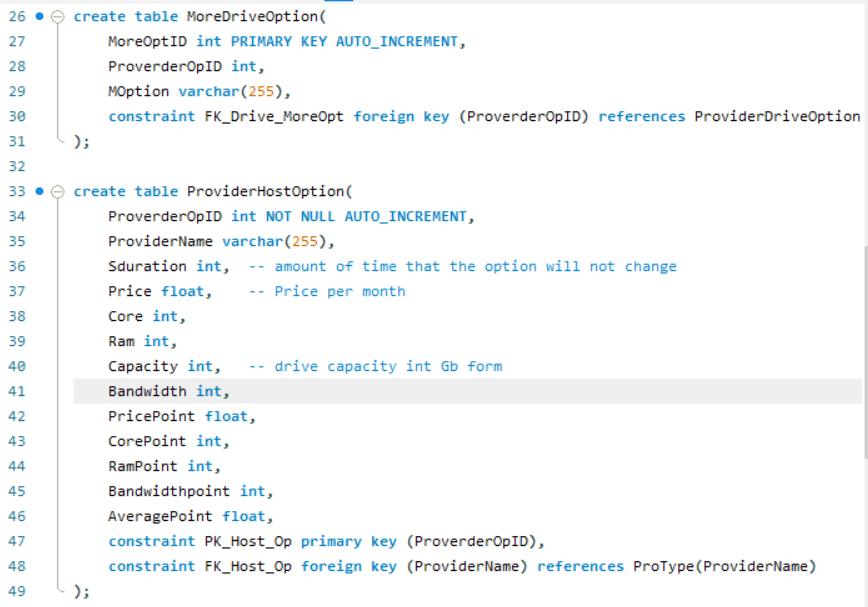 26 create table MoreDriveOption(
27 MoreOptID int PRIMARY KEY AUTO_INCREMENT,
28 ProverderOpID int,
29 MOption varchar(255),
30 constraint FK_Drive_MoreOpt foreign key (ProverderOpID) references ProviderDriveOption
31 );
32
33 create table ProviderHostOption(
34 ProverderOpID int NOT NULL AUTO_INCREMENT,
35 ProviderName varchar(255),
36 Sduration int, -- amount of time that the option will not change
37 Price float, -- Price per month
38 Core int,
39 Ram int,
40 Capacity int, -- drive capacity int Gb form
41 Bandwidth int,
42 PricePoint float,
43 CorePoint int,
44 RamPoint int,
45 Bandwidthpoint int,
46 AveragePoint float,
47 constraint PK_Host_Op primary key (ProverderOpID),
48 constraint FK_Host_Op foreign key (ProviderName) references ProType(ProviderName)
49 );